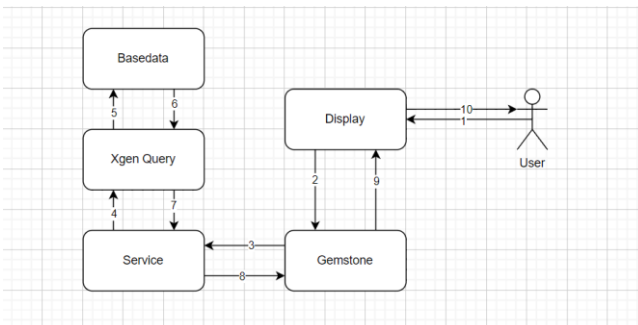 Basedata
5
6
Display
10
1
Xgen Query
User
2
9
4
7
Service
3
8
Gemstone